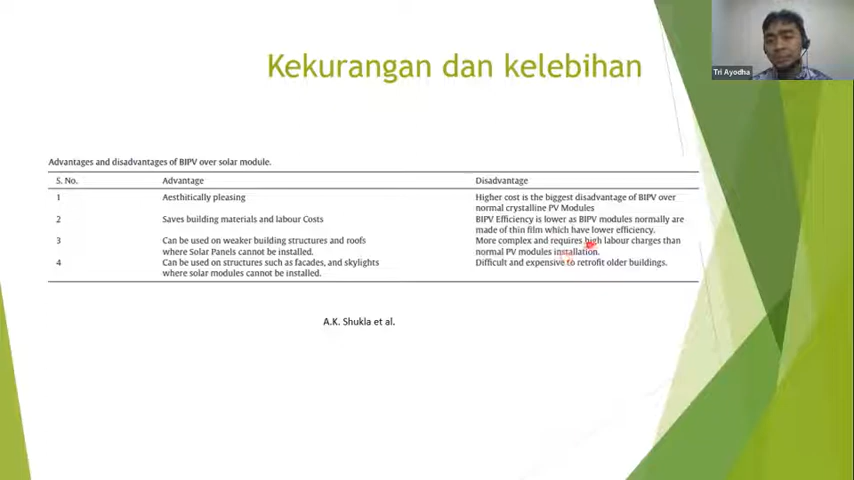 Tri Ayodha
Kekurangan dan kelebihan
Advantages and disadvantages of BIPV over solar module.
S. No. Advantage Disadvantage
1 Aesthitically pleasing Higher cost is the biggest disadvantage of BIPV over
normal crystalline PV Modules
2 Saves building materials and labour Costs BIPV Efficiency is lower as BIPV modules normally are
made of thin film which have lower efficiency.
3 Can be used on weaker building structures and roofs More complex and requires high labour charges than
where Solar Panels cannot be installed. normal PV modules installation.
4 Can be used on structures such as facades, and skylights Difficult and expensive to retrofit older buildings.
where solar modules cannot be installed.
A.K. Shukla et al.